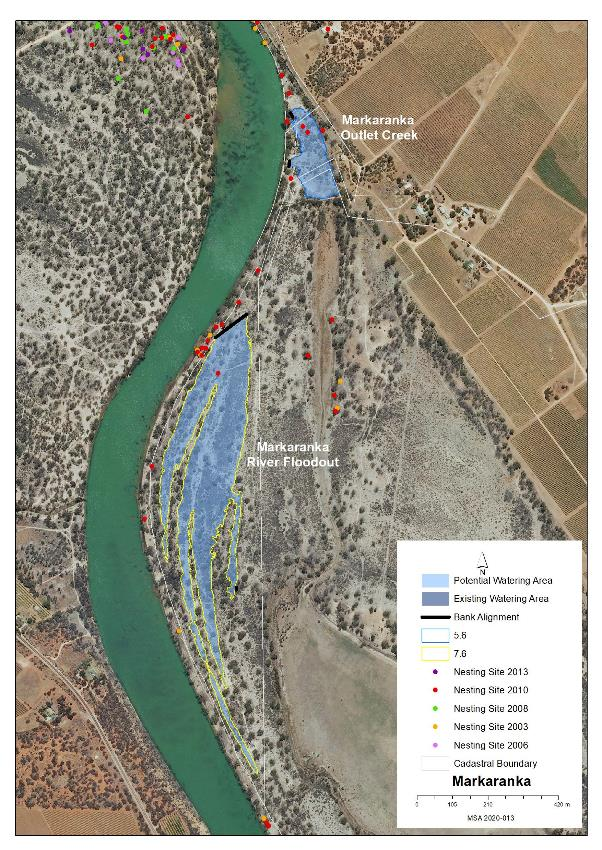 Markaranka
Outlet Creek
Markaranka
River Floodout
N
Potential Watering Area
Existing Watering Area
Bank Alignment
5.6
7.6
Nesting Site 2013
Nesting Site 2010
Nesting Site 2008
Nesting Site 2003
Nesting Site 2006
Cadastral Boundary
Markaranka
0 105 210 420 m
MSA 2020-013